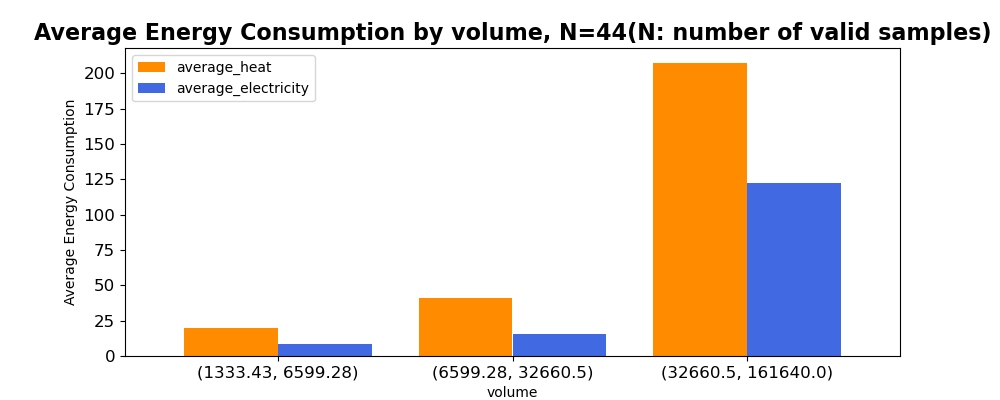 Average Energy Consumption by volume, N=44(N: number of valid samples)
average_heat
average_electricity
Average Energy Consumption
200
175
150
125
100
75
50
25
0
(1333.43, 6599.28)
(6599.28, 32660.5)
(32660.5, 161640.0)
volume